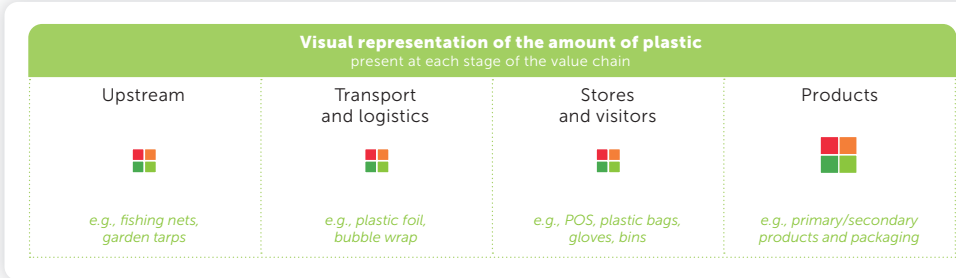 Visual representation of the amount of plastic
present at each stage of the value chain
Upstream
Transport
and logistics
Stores
and visitors
Products
e.g., fishing nets,
garden tarps
e.g., plastic foil,
bubble wrap
e.g., POS, plastic bags,
gloves, bins
e.g., primary/secondary
products and packaging